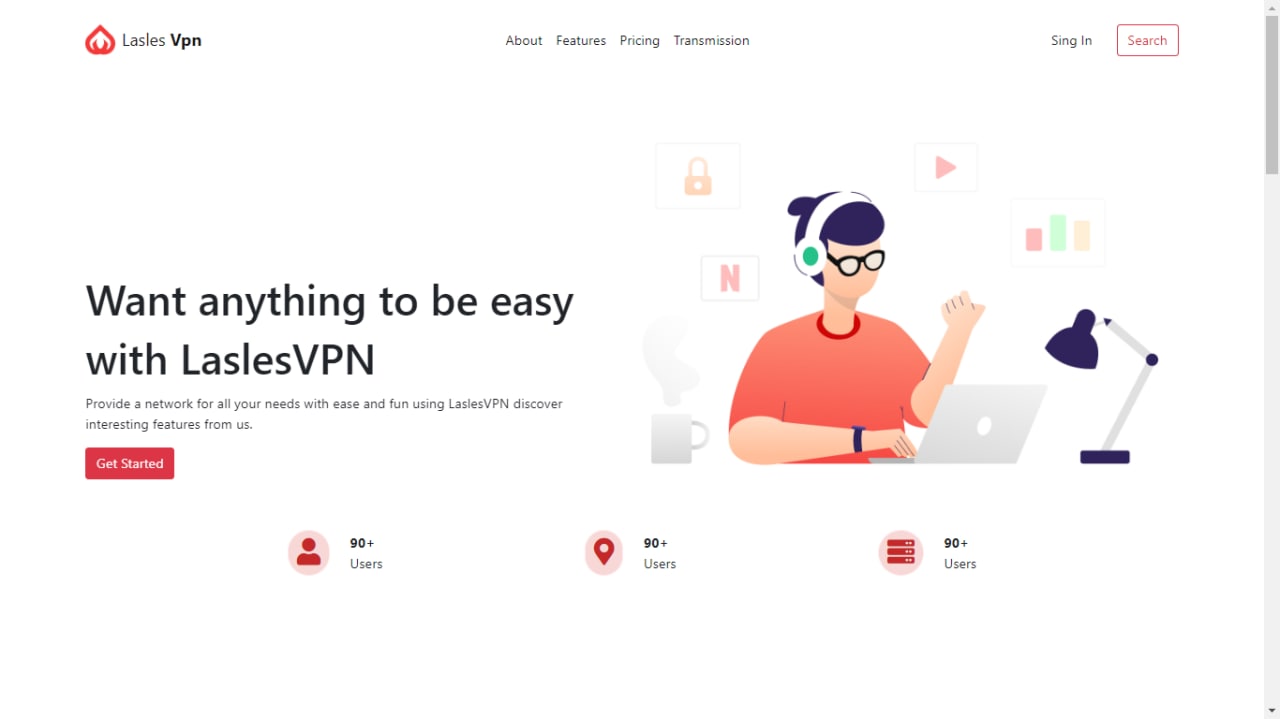 Lasles Vpn
About Features Pricing Transmission
Sing In
Search
Want anything to be easy
with LaslesVPN
Provide a network for all your needs with ease and fun using LaslesVPN discover
interesting features from us.
Get Started
N
90+
Users
90+
Users
90+
Users